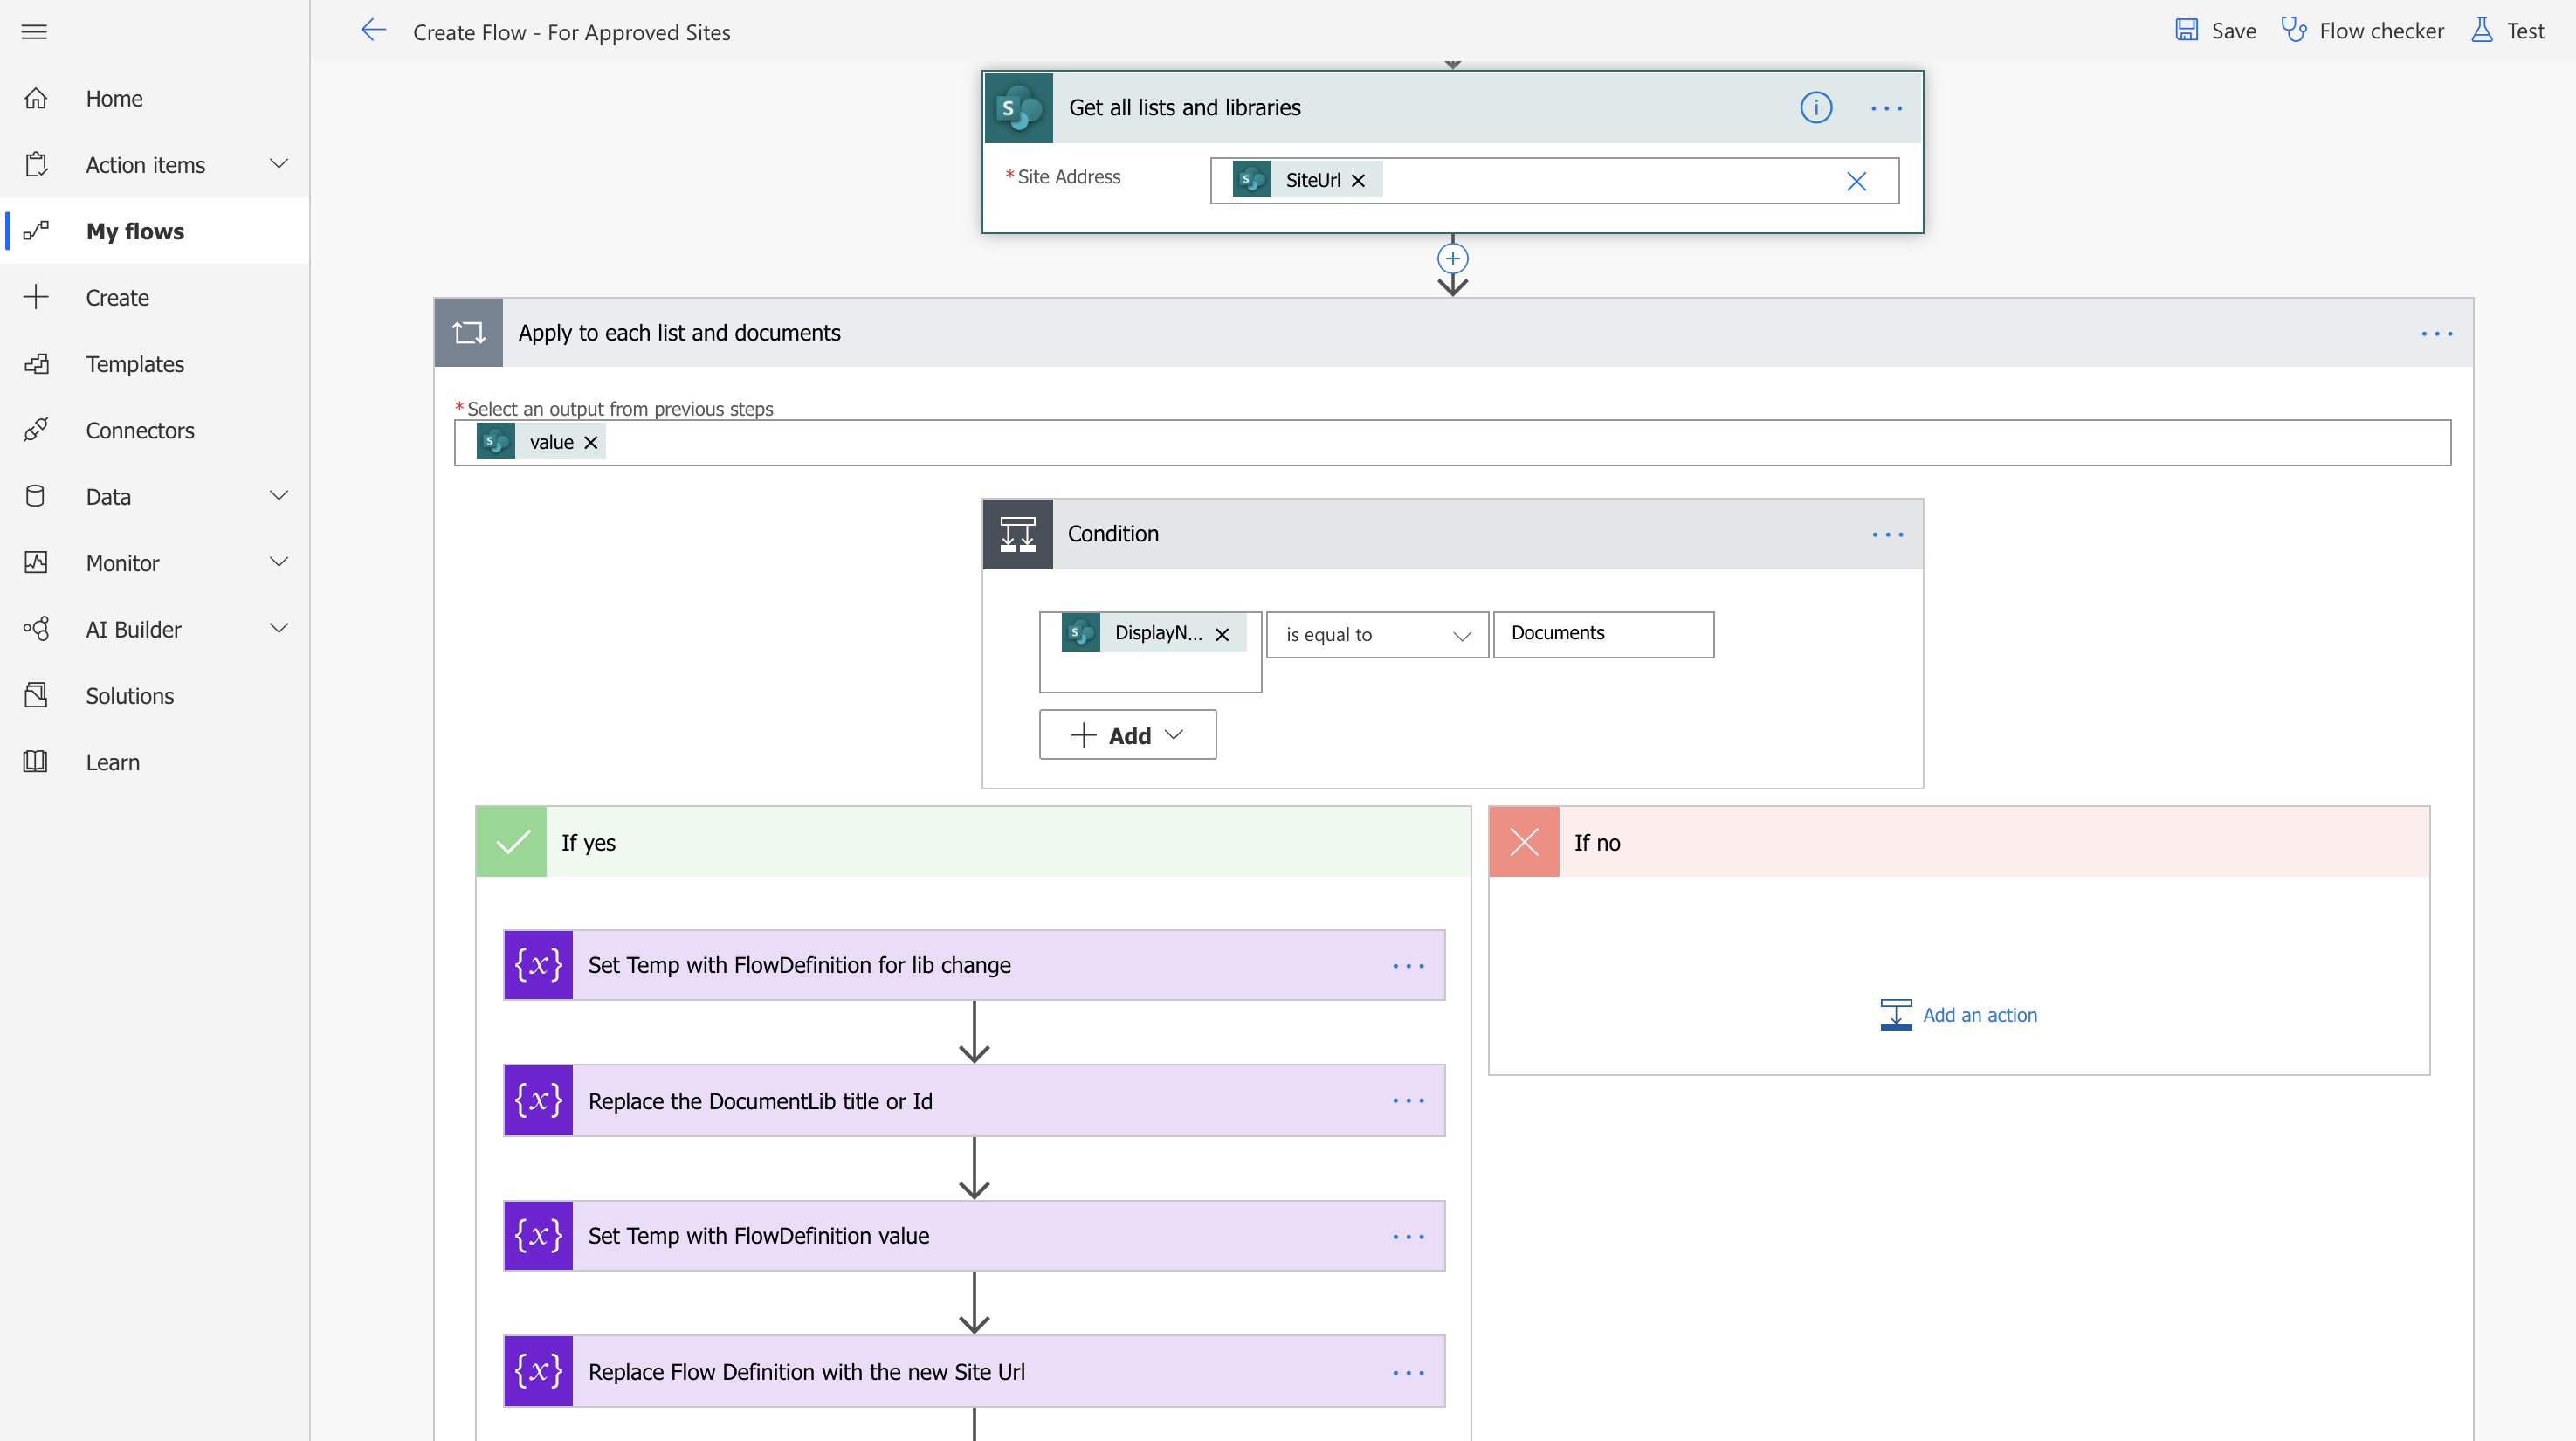 Create Flow - For Approved Sites
Save
Flow checker
Test
Home
Action items
My flows
Create
Templates
Connectors
Data
Monitor
AI Builder
Solutions
Learn
S
Get all lists and libraries
i
* Site Address
S
SiteUrl
Apply to each list and documents
* Select an output from previous steps
S
value
Condition
S
DisplayN...
is equal to
Documents
Add
If yes
If no
{x}
Set Temp with FlowDefinition for lib change
Add an action
{x}
Replace the DocumentLib title or Id
{x}
Set Temp with FlowDefinition value
{x}
Replace Flow Definition with the new Site Url